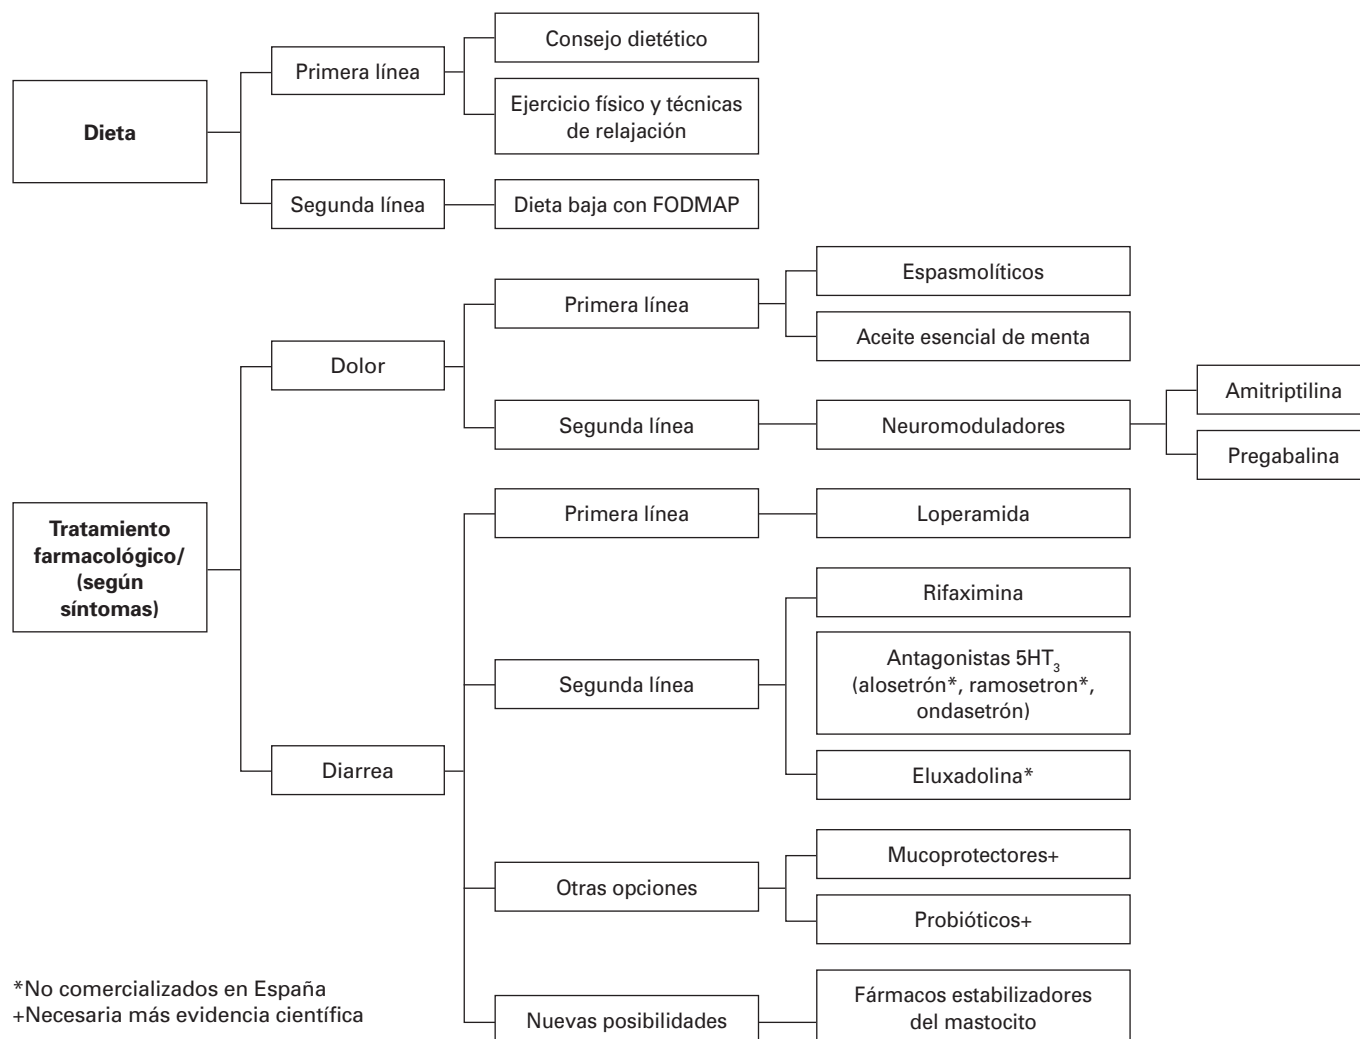 Dieta
Primera línea
Consejo dietético
Ejercicio físico y técnicas
de relajación
Segunda línea
Dieta baja con FODMAP
Tratamiento
farmacológico/
(según
síntomas)
Dolor
Primera línea
Espasmolíticos
Aceite esencial de menta
Segunda línea
Neuromoduladores
Amitriptilina
Pregabalina
Diarrea
Primera línea
Loperamida
Segunda línea
Rifaximina
Antagonistas 5HT₃
(alosetrón*, ramosetron*,
ondasetrón)
Eluxadolina*
Otras opciones
Mucoprotectores+
Probióticos+
Nuevas posibilidades
Fármacos estabilizadores
del mastocito
*No comercializados en España
+Necesaria más evidencia científica